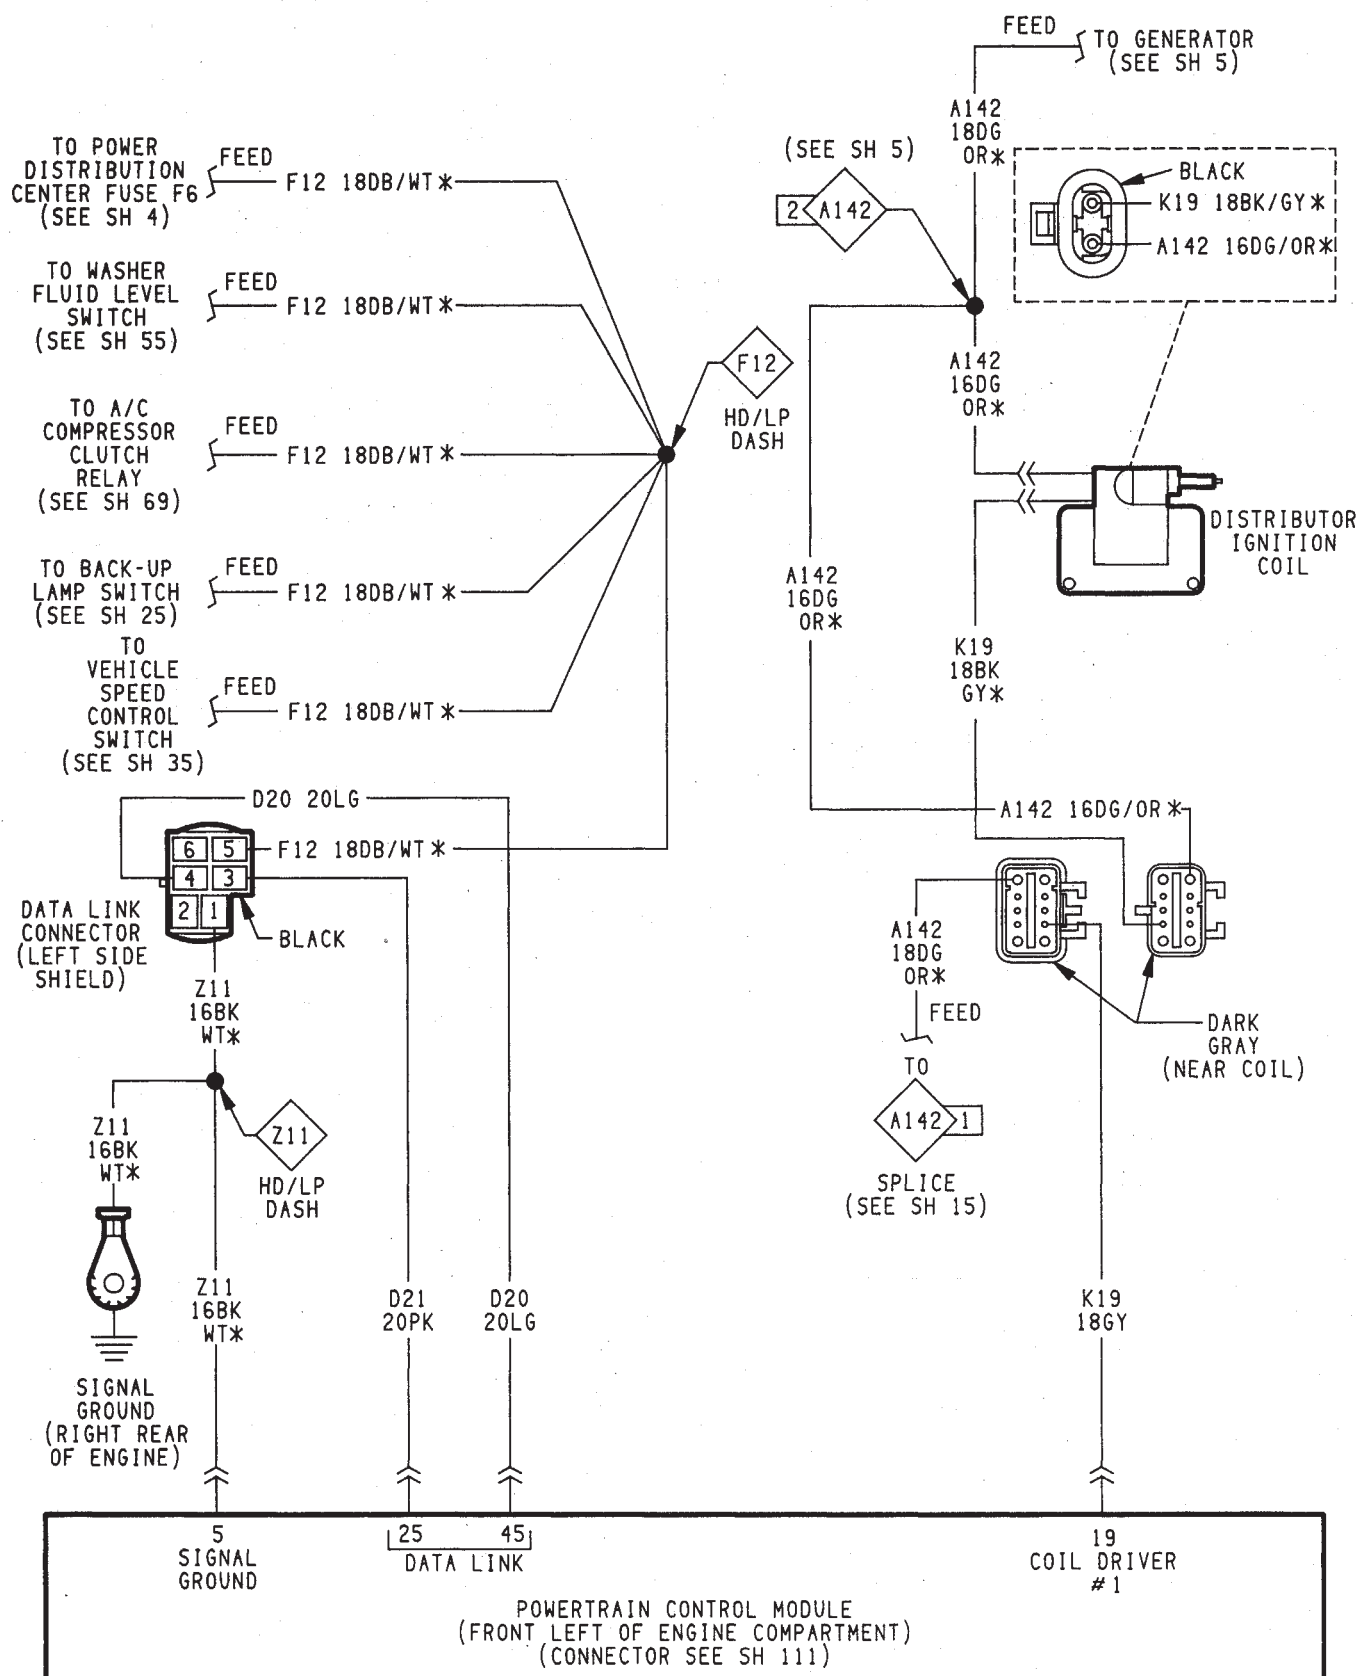 FEED
TO GENERATOR
(SEE SH 5)
A142
18DG
OR*
(SEE SH 5)
2
A142
BLACK
K19 18BK/GY*
A142 16DG/OR*
TO POWER
DISTRIBUTION
CENTER FUSE F6
(SEE SH 4)
FEED
F12 18DB/WT*
TO WASHER
FLUID LEVEL
SWITCH
(SEE SH 55)
FEED
F12 18DB/WT*
F12
HD/LP
DASH
A142
16DG
OR*
TO A/C
COMPRESSOR
CLUTCH
RELAY
(SEE SH 69)
FEED
F12 18DB/WT*
DISTRIBUTOR
IGNITION
COIL
TO BACK-UP
LAMP SWITCH
(SEE SH 25)
FEED
F12 18DB/WT*
A142
16DG
OR*
TO
VEHICLE
SPEED
CONTROL
SWITCH
(SEE SH 35)
FEED
F12 18DB/WT*
K19
18BK
GY*
D20 20LG
A142 16DG/OR*
6 5
4 3
2 1
F12 18DB/WT*
DATA LINK
CONNECTOR
(LEFT SIDE
SHIELD)
BLACK
A142
18DG
OR*
FEED
TO
A142
1
SPLICE
(SEE SH 15)
DARK
GRAY
(NEAR COIL)
Z11
16BK
WT*
Z11
HD/LP
DASH
Z11
16BK
WT*
Z11
16BK
WT*
D21
20PK
D20
20LG
K19
18GY
SIGNAL
GROUND
(RIGHT REAR
OF ENGINE)
5
SIGNAL
GROUND
25 45
DATA LINK
19
COIL DRIVER
#1
POWERTRAIN CONTROL MODULE
(FRONT LEFT OF ENGINE COMPARTMENT)
(CONNECTOR SEE SH 111)